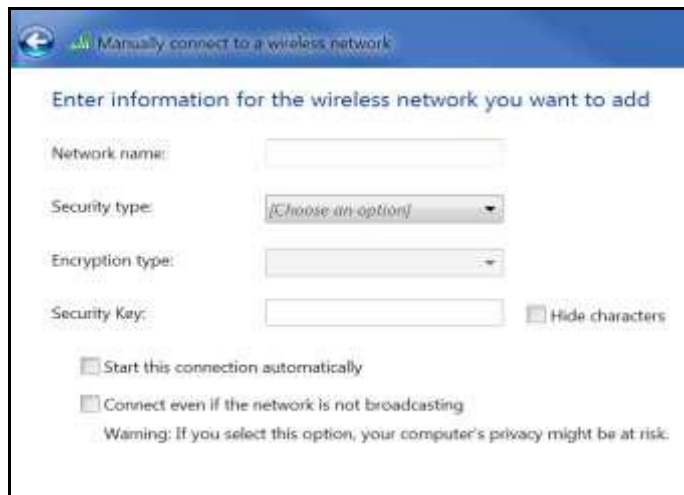 Manually connect to a wireless network
Enter information for the wireless network you want to add
Network name:
Security type:
[Choose an option]
Encryption type:
Security Key:
Hide characters
Start this connection automatically
Connect even if the network is not broadcasting
Warning: If you select this option, your computer's privacy might be at risk.